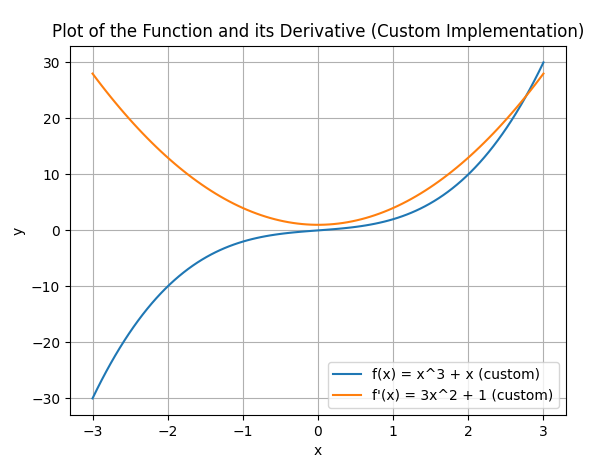 Plot of the Function and its Derivative (Custom Implementation)
30
20
10
0
−10
−20
−30
y
−3
−2
−1
0
1
2
3
x
f(x) = x^3 + x (custom)
f'(x) = 3x^2 + 1 (custom)